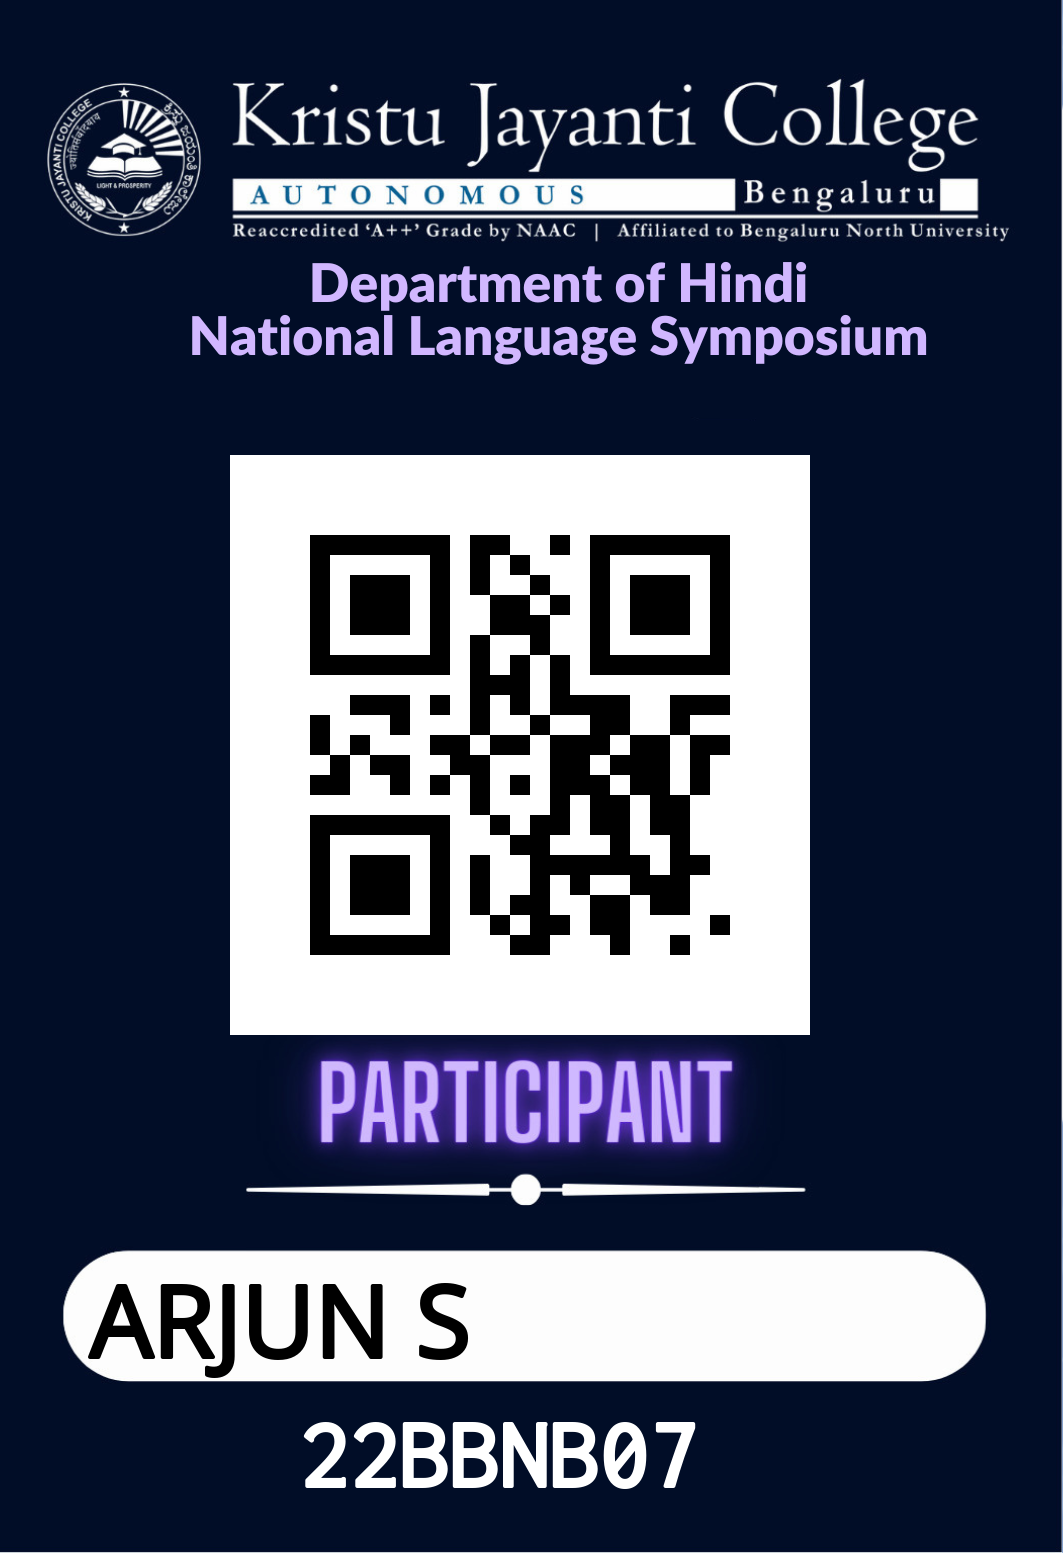 Kristu Jayanti College
AUTONOMOUS Bengaluru
Reaccredited ‘A++’ Grade by NAAC | Affiliated to Bengaluru North University
KRISTU JAYANTI COLLEGE
LIGHT & PROSPERITY
Department of Hindi
National Language Symposium
PARTICIPANT
ARJUN S
22BBNB07